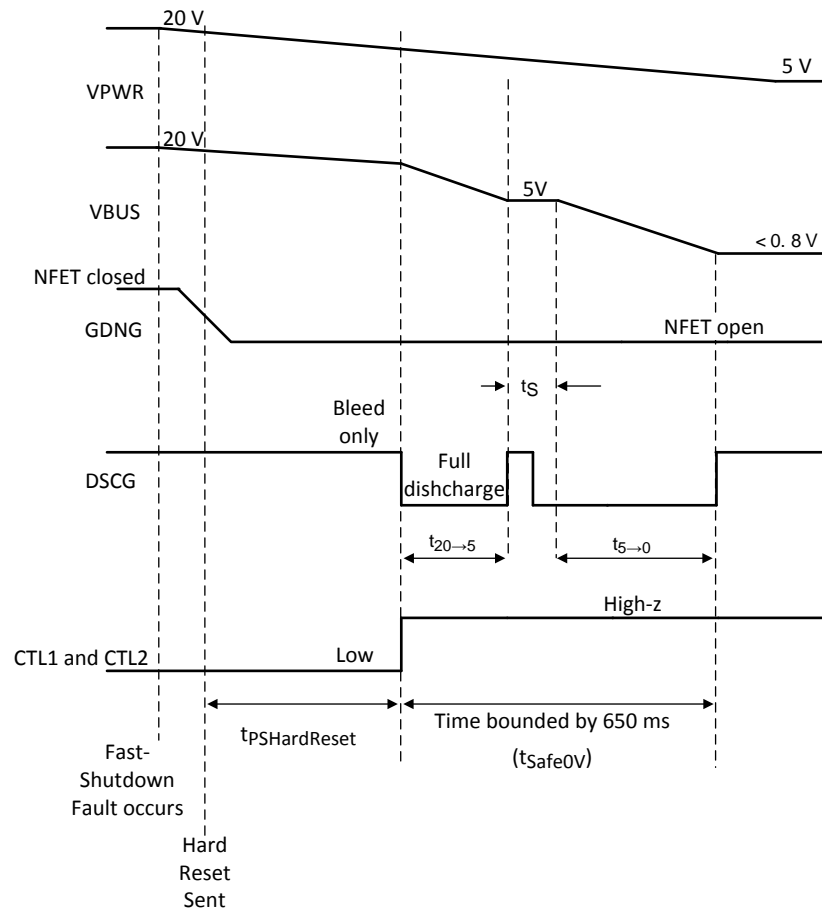 20 V
5 V
VPWR
20 V
5V
VBUS
< 0. 8 V
NFET closed
GDNG
NFET open
tS
Bleed
only
Full
dishcharge
DSCG
t20→5
t5→0
High-z
CTL1 and CTL2
Low
tPSHardReset
Time bounded by 650 ms
(tSafe0V)
Fast-
Shutdown
Fault occurs
Hard
Reset
Sent